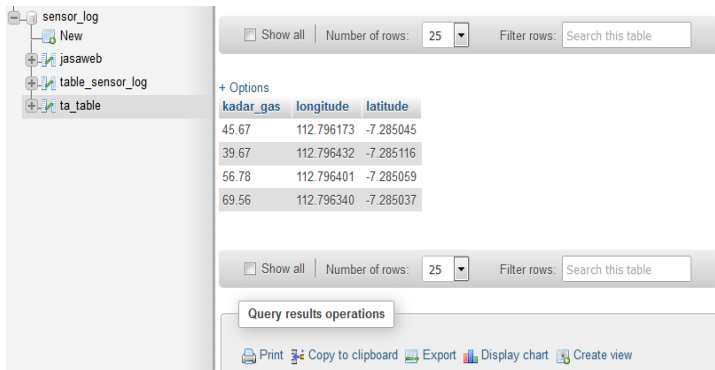 sensor_log
New
jasaweb
table_sensor_log
ta_table
Show all Number of rows: 25 Filter rows: Search this table
+ Options
kadar_gas longitude latitude
45.67 112.796173 -7.285045
39.67 112.796432 -7.285116
56.78 112.796401 -7.285059
69.56 112.796340 -7.285037
Show all Number of rows: 25 Filter rows: Search this table
Query results operations
Print Copy to clipboard Export Display chart Create view